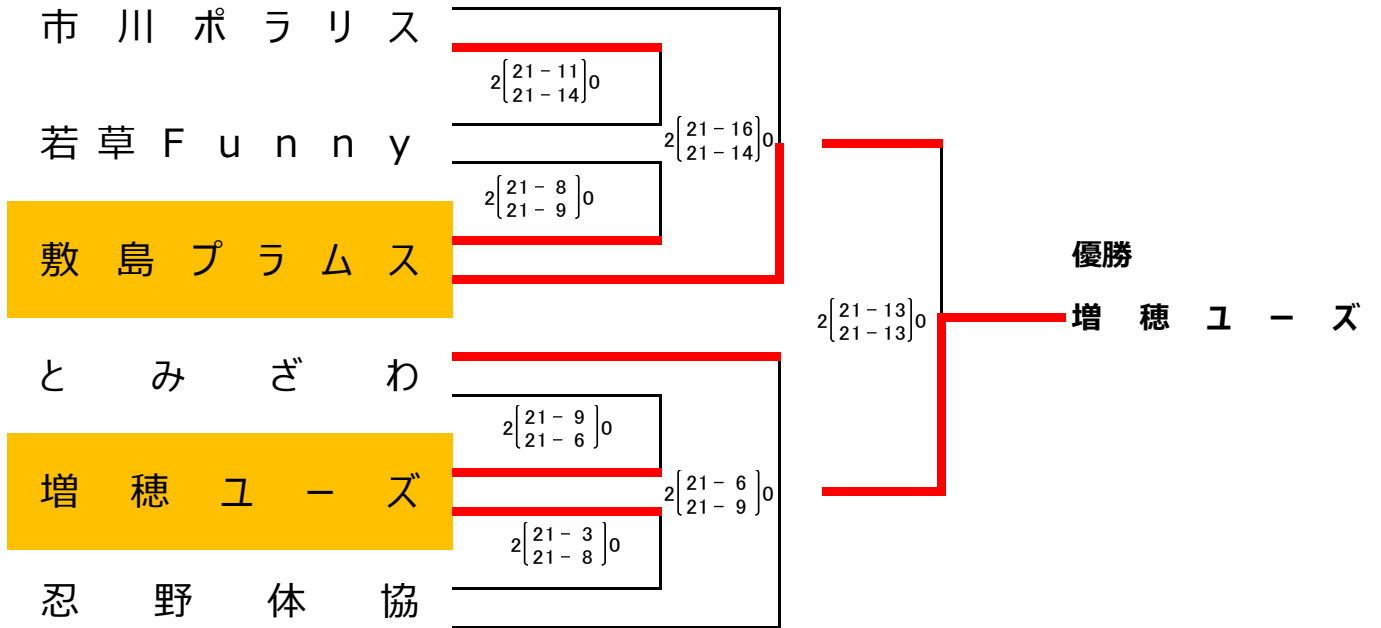 市川ポラリス
2 21－11 0
21－14
若草Funny
2 21－16 0
21－14
2 21－ 8 0
21－ 9
敷島プラムス
優勝
2 21－13 0
21－13
増穂ユーズ
とみざわ
2 21－ 9 0
21－ 6
増穂ユーズ
2 21－ 6 0
21－ 9
2 21－ 3 0
21－ 8
忍野体協